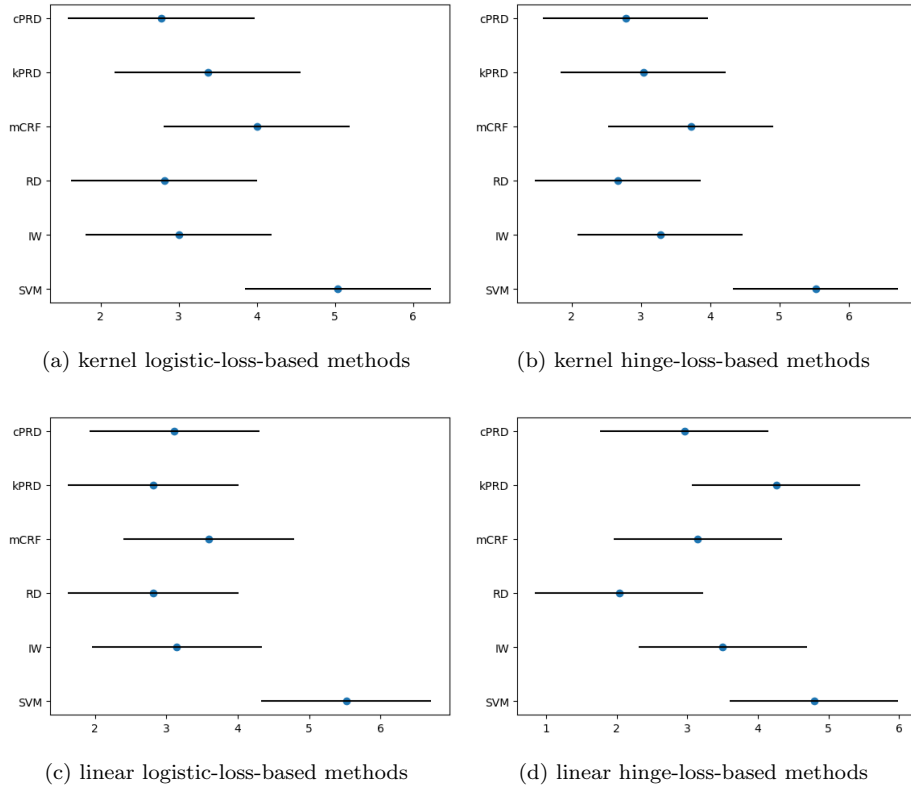 cPRD
kPRD
mCRF
RD
IW
SVM
2 3 4 5 6
(a) kernel logistic-loss-based methods
cPRD
kPRD
mCRF
RD
IW
SVM
2 3 4 5 6
(b) kernel hinge-loss-based methods
cPRD
kPRD
mCRF
RD
IW
SVM
2 3 4 5 6
(c) linear logistic-loss-based methods
cPRD
kPRD
mCRF
RD
IW
SVM
1 2 3 4 5 6
(d) linear hinge-loss-based methods